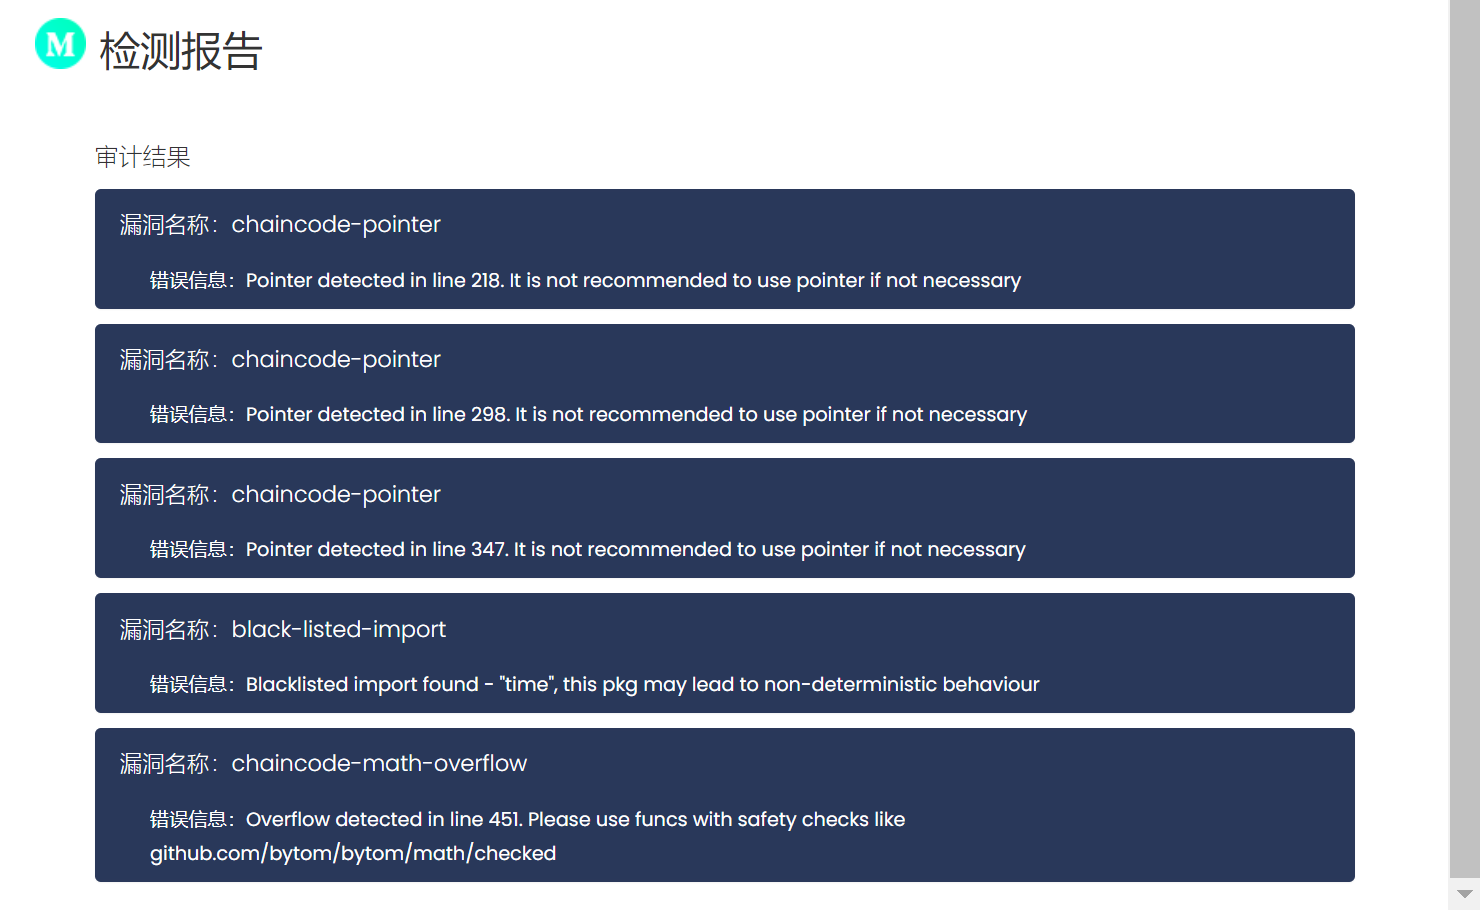 M 检测报告
审计结果
漏洞名称：chaincode-pointer
错误信息：Pointer detected in line 218. It is not recommended to use pointer if not necessary
漏洞名称：chaincode-pointer
错误信息：Pointer detected in line 298. It is not recommended to use pointer if not necessary
漏洞名称：chaincode-pointer
错误信息：Pointer detected in line 347. It is not recommended to use pointer if not necessary
漏洞名称：black-listed-import
错误信息：Blacklisted import found - "time", this pkg may lead to non-deterministic behaviour
漏洞名称：chaincode-math-overflow
错误信息：Overflow detected in line 451. Please use funcs with safety checks like
github.com/bytom/bytom/math/checked